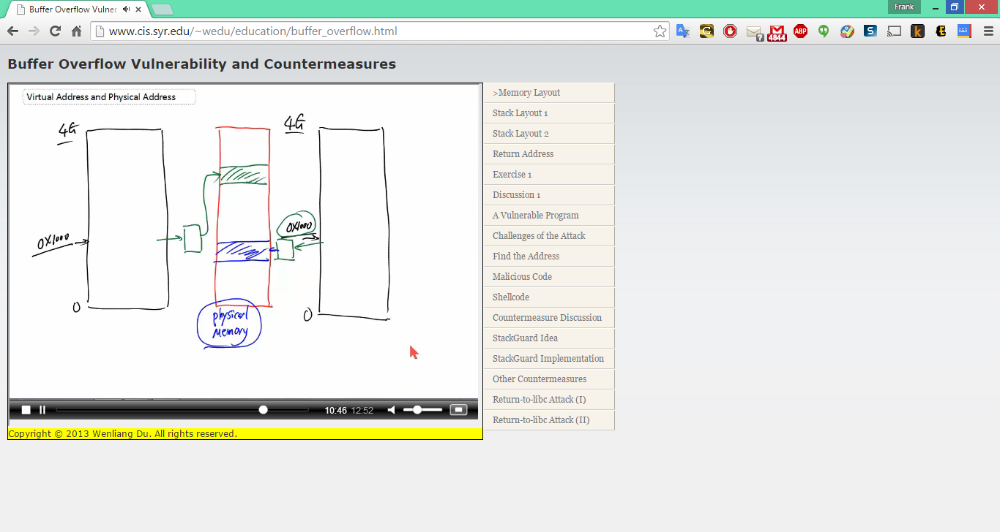 Buffer Overflow Vulner
Frank
www.cis.syr.edu/~wedu/education/buffer_overflow.html
4844
ABP
Buffer Overflow Vulnerability and Countermeasures
Virtual Address and Physical Address
4G
4G
0x1000
0x1000
0
0
physical
Memory
10:46 12:52
Copyright © 2013 Wenliang Du. All rights reserved.
>Memory Layout
Stack Layout 1
Stack Layout 2
Return Address
Exercise 1
Discussion 1
A Vulnerable Program
Challenges of the Attack
Find the Address
Malicious Code
Shellcode
Countermeasure Discussion
StackGuard Idea
StackGuard Implementation
Other Countermeasures
Return-to-libc Attack (I)
Return-to-libc Attack (II)